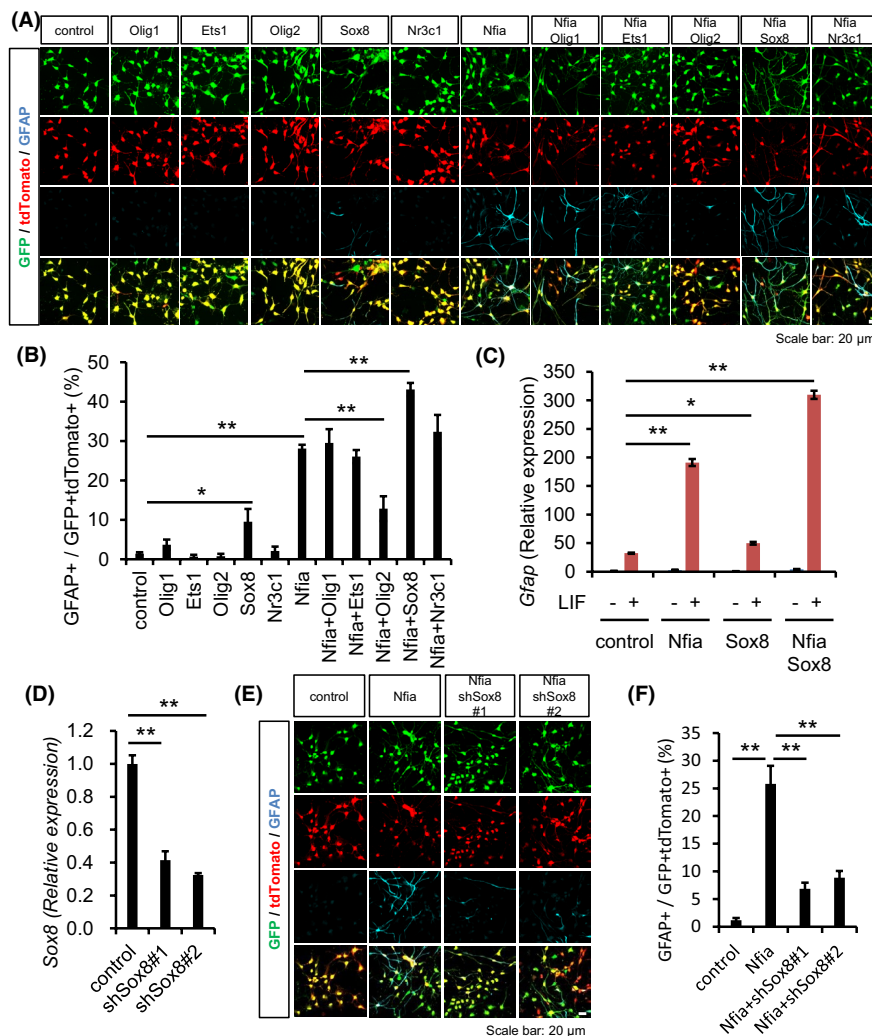 (A)
control Olig1 Ets1 Olig2 Sox8 Nr3c1 Nfia Nfia Olig1 Nfia Ets1 Nfia Olig2 Nfia Sox8 Nfia Nr3c1
GFP / tdTomato / GFAP
Scale bar: 20 µm
(B)
GFAP+ / GFP+tdTomato+ (%)
50
40
30
20
10
0
** ** ** *
control Olig1 Ets1 Olig2 Sox8 Nr3c1 Nfia Nfia+Olig1 Nfia+Ets1 Nfia+Olig2 Nfia+Sox8 Nfia+Nr3c1
(C)
Gfap (Relative expression)
350
300
250
200
150
100
50
0
**
*
**
LIF - + - + - + - +
control Nfia Sox8 Nfia
Sox8
(D)
Sox8 (Relative expression)
1.2
1.0
0.8
0.6
0.4
0.2
0.0
**
**
control shSox8#1 shSox8#2
(E)
control Nfia Nfia shSox8 #1 Nfia shSox8 #2
GFP / tdTomato / GFAP
Scale bar: 20 µm
(F)
GFAP+ / GFP+tdTomato+ (%)
40
35
30
25
20
15
10
5
0
**
** **
control Nfia Nfia+shSox8#1 Nfia+shSox8#2